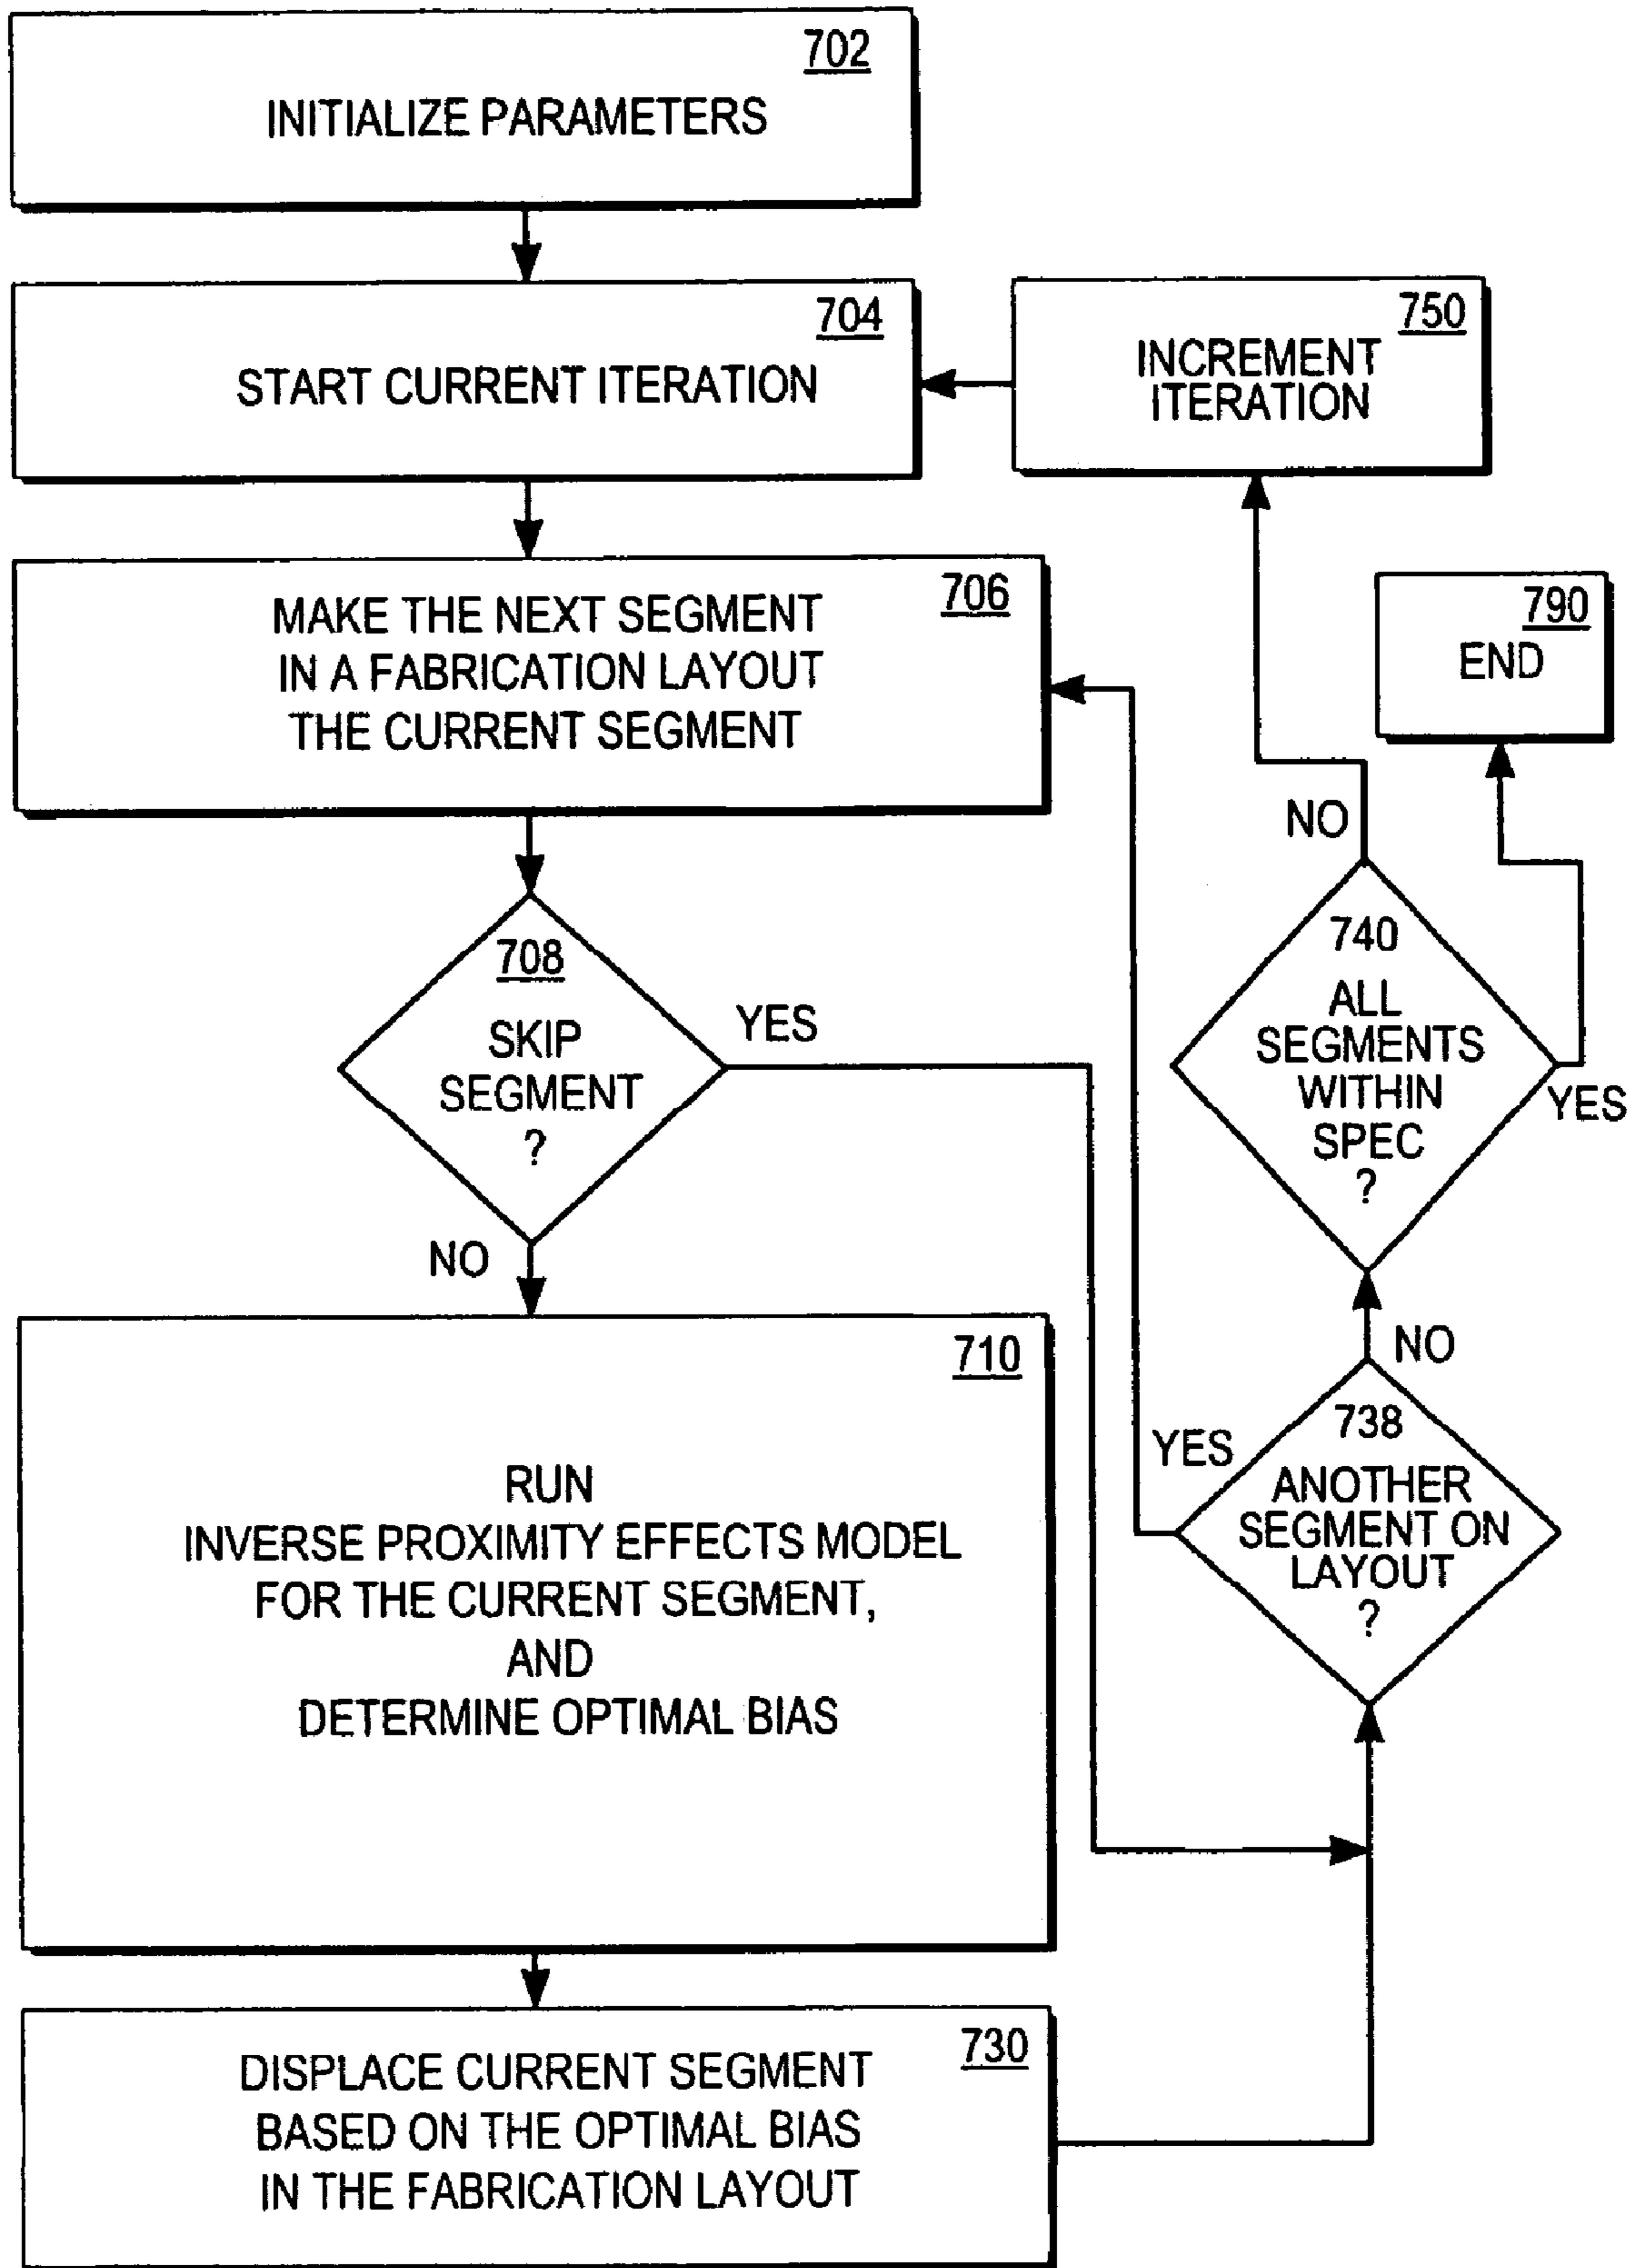 702
INITIALIZE PARAMETERS
704
START CURRENT ITERATION
750
INCREMENT
ITERATION
706
MAKE THE NEXT SEGMENT
IN A FABRICATION LAYOUT
THE CURRENT SEGMENT
790
END
NO
708
SKIP
SEGMENT
?
YES
NO
740
ALL
SEGMENTS
WITHIN
SPEC
?
YES
NO
710
RUN
INVERSE PROXIMITY EFFECTS MODEL
FOR THE CURRENT SEGMENT,
AND
DETERMINE OPTIMAL BIAS
YES
738
ANOTHER
SEGMENT ON
LAYOUT
?
730
DISPLACE CURRENT SEGMENT
BASED ON THE OPTIMAL BIAS
IN THE FABRICATION LAYOUT